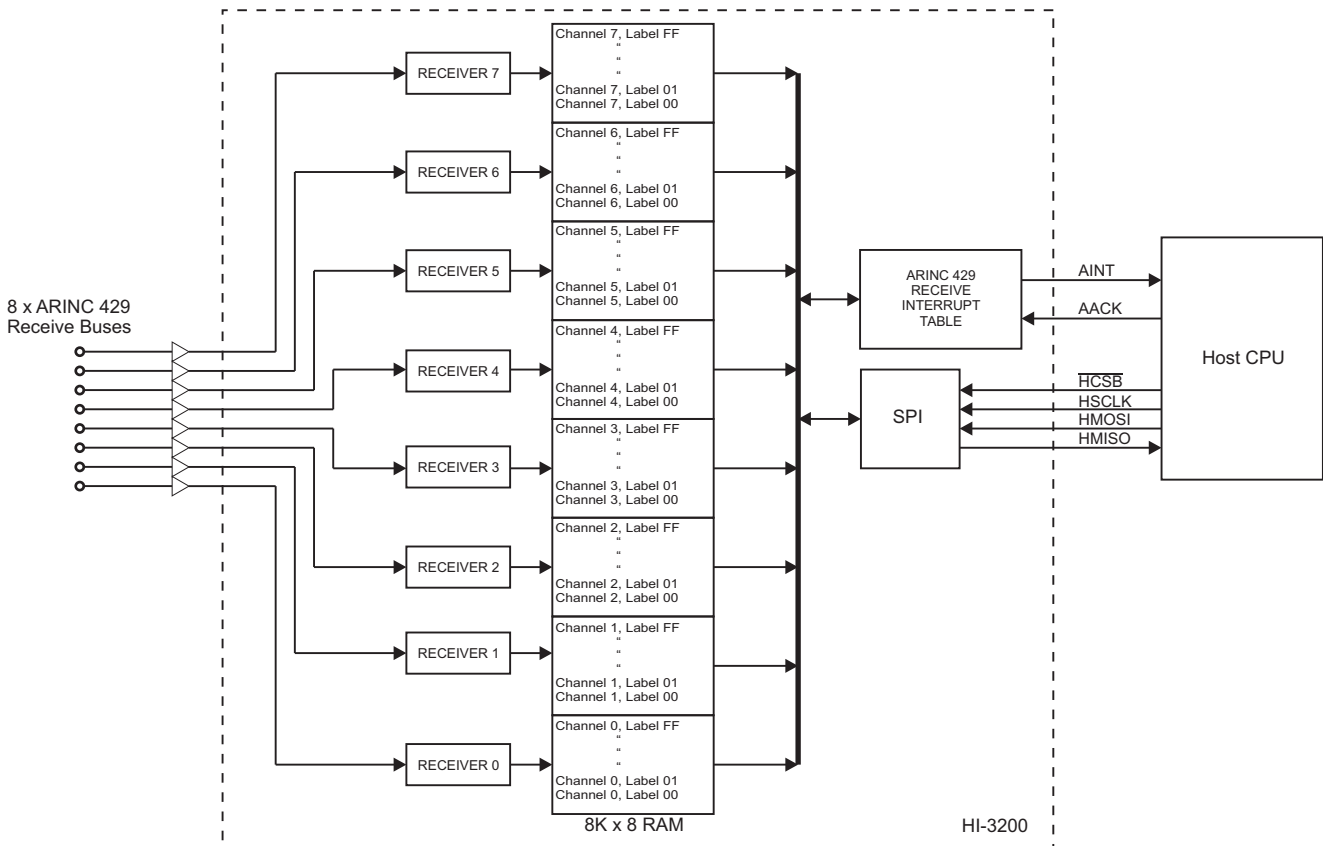 8 x ARINC 429
Receive Buses
RECEIVER 7
RECEIVER 6
RECEIVER 5
RECEIVER 4
RECEIVER 3
RECEIVER 2
RECEIVER 1
RECEIVER 0
Channel 7, Label FF
“
“
“
Channel 7, Label 01
Channel 7, Label 00
Channel 6, Label FF
“
“
“
Channel 6, Label 01
Channel 6, Label 00
Channel 5, Label FF
“
“
“
Channel 5, Label 01
Channel 5, Label 00
Channel 4, Label FF
“
“
“
Channel 4, Label 01
Channel 4, Label 00
Channel 3, Label FF
“
“
“
Channel 3, Label 01
Channel 3, Label 00
Channel 2, Label FF
“
“
“
Channel 2, Label 01
Channel 2, Label 00
Channel 1, Label FF
“
“
“
Channel 1, Label 01
Channel 1, Label 00
Channel 0, Label FF
“
“
“
Channel 0, Label 01
Channel 0, Label 00
8K x 8 RAM
ARINC 429
RECEIVE
INTERRUPT
TABLE
SPI
HI-3200
AINT
AACK
HCSB
HSCLK
HMOSI
HMISO
Host CPU